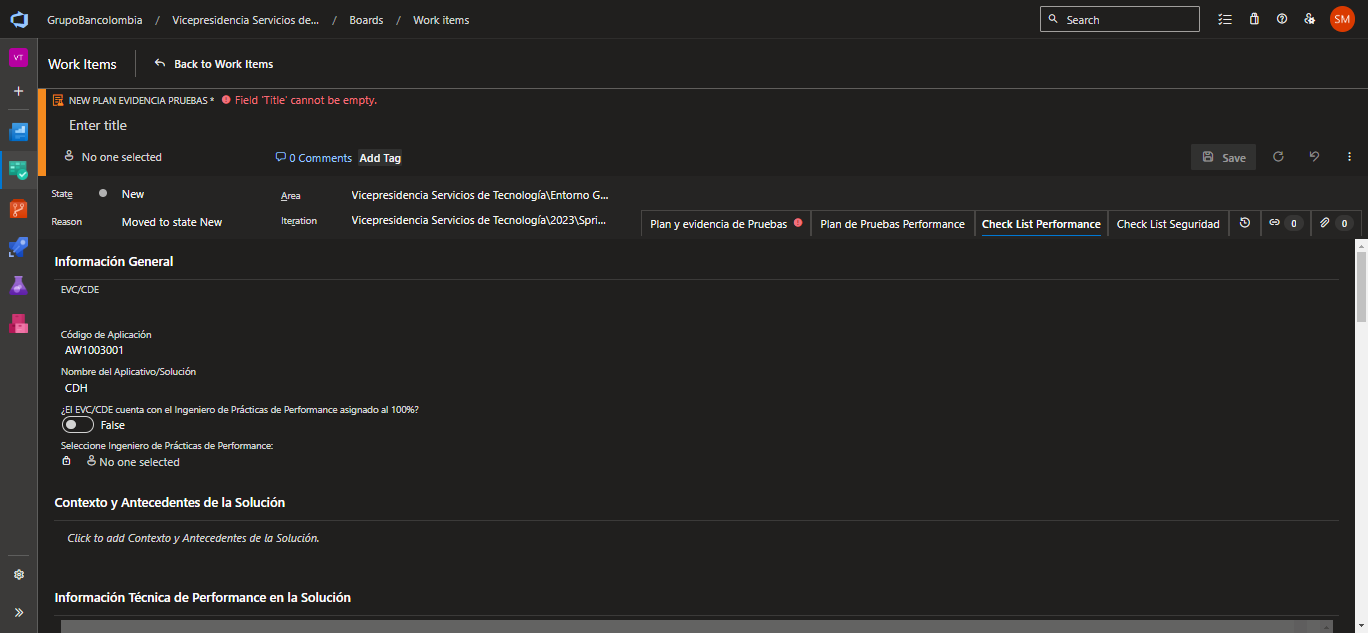 GrupoBancolombia / Vicepresidencia Servicios de... / Boards / Work items
Search
SM
VT
Work Items
Back to Work Items
NEW PLAN EVIDENCIA PRUEBAS * Field 'Title' cannot be empty.
Enter title
No one selected
0 Comments
Add Tag
Save
State
New
Area
Vicepresidencia Servicios de Tecnología\Entorno G...
Reason
Moved to state New
Iteration
Vicepresidencia Servicios de Tecnología\2023\Spri...
Plan y evidencia de Pruebas
Plan de Pruebas Performance
Check List Performance
Check List Seguridad
0
0
Información General
EVC/CDE
Código de Aplicación
AW1003001
Nombre del Aplicativo/Solución
CDH
¿El EVC/CDE cuenta con el Ingeniero de Prácticas de Performance asignado al 100%?
False
Seleccione Ingeniero de Prácticas de Performance:
No one selected
Contexto y Antecedentes de la Solución
Click to add Contexto y Antecedentes de la Solución.
Información Técnica de Performance en la Solución